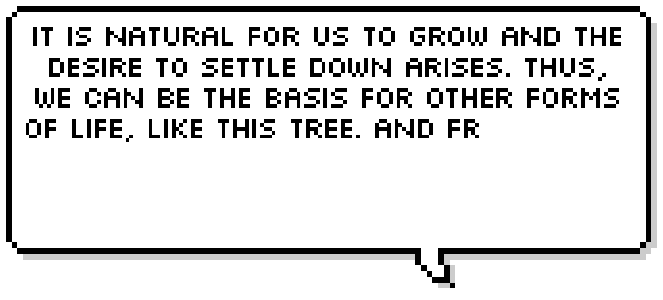 IT IS NATURAL FOR US TO GROW AND THE
DESIRE TO SETTLE DOWN ARISES. THUS,
WE CAN BE THE BASIS FOR OTHER FORMS
OF LIFE, LIKE THIS TREE. AND FR